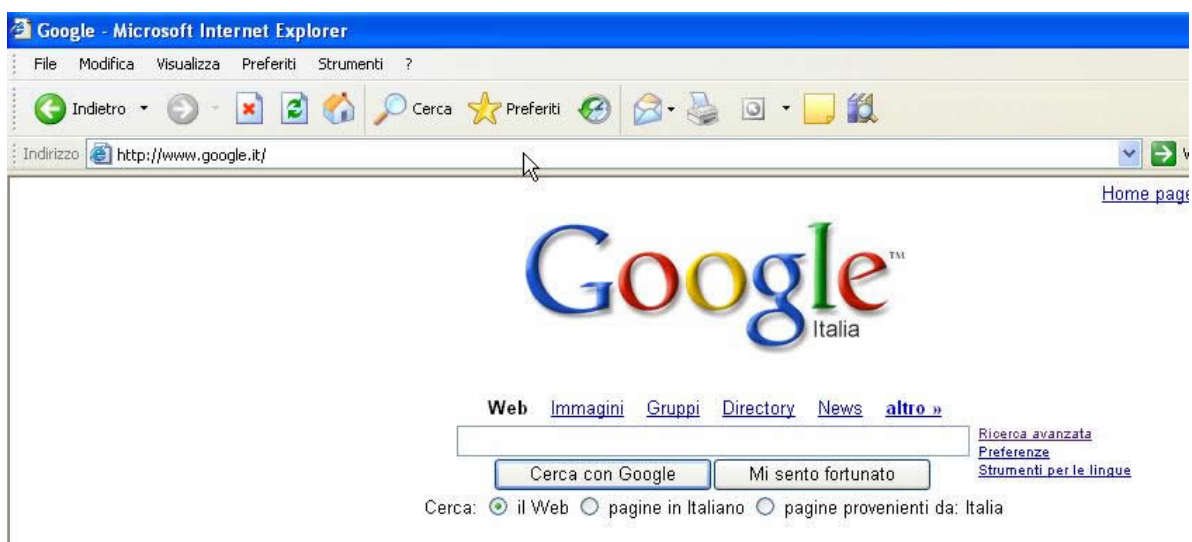 Google - Microsoft Internet Explorer
File Modifica Visualizza Preferiti Strumenti ?
Indietro Cerca Preferiti
Indirizzo http://www.google.it/
Home page
Google™
Italia
Web Immagini Gruppi Directory News altro »
Ricerca avanzata
Preferenze
Cerca con Google Mi sento fortunato Strumenti per le lingue
Cerca: il Web pagine in Italiano pagine provenienti da: Italia